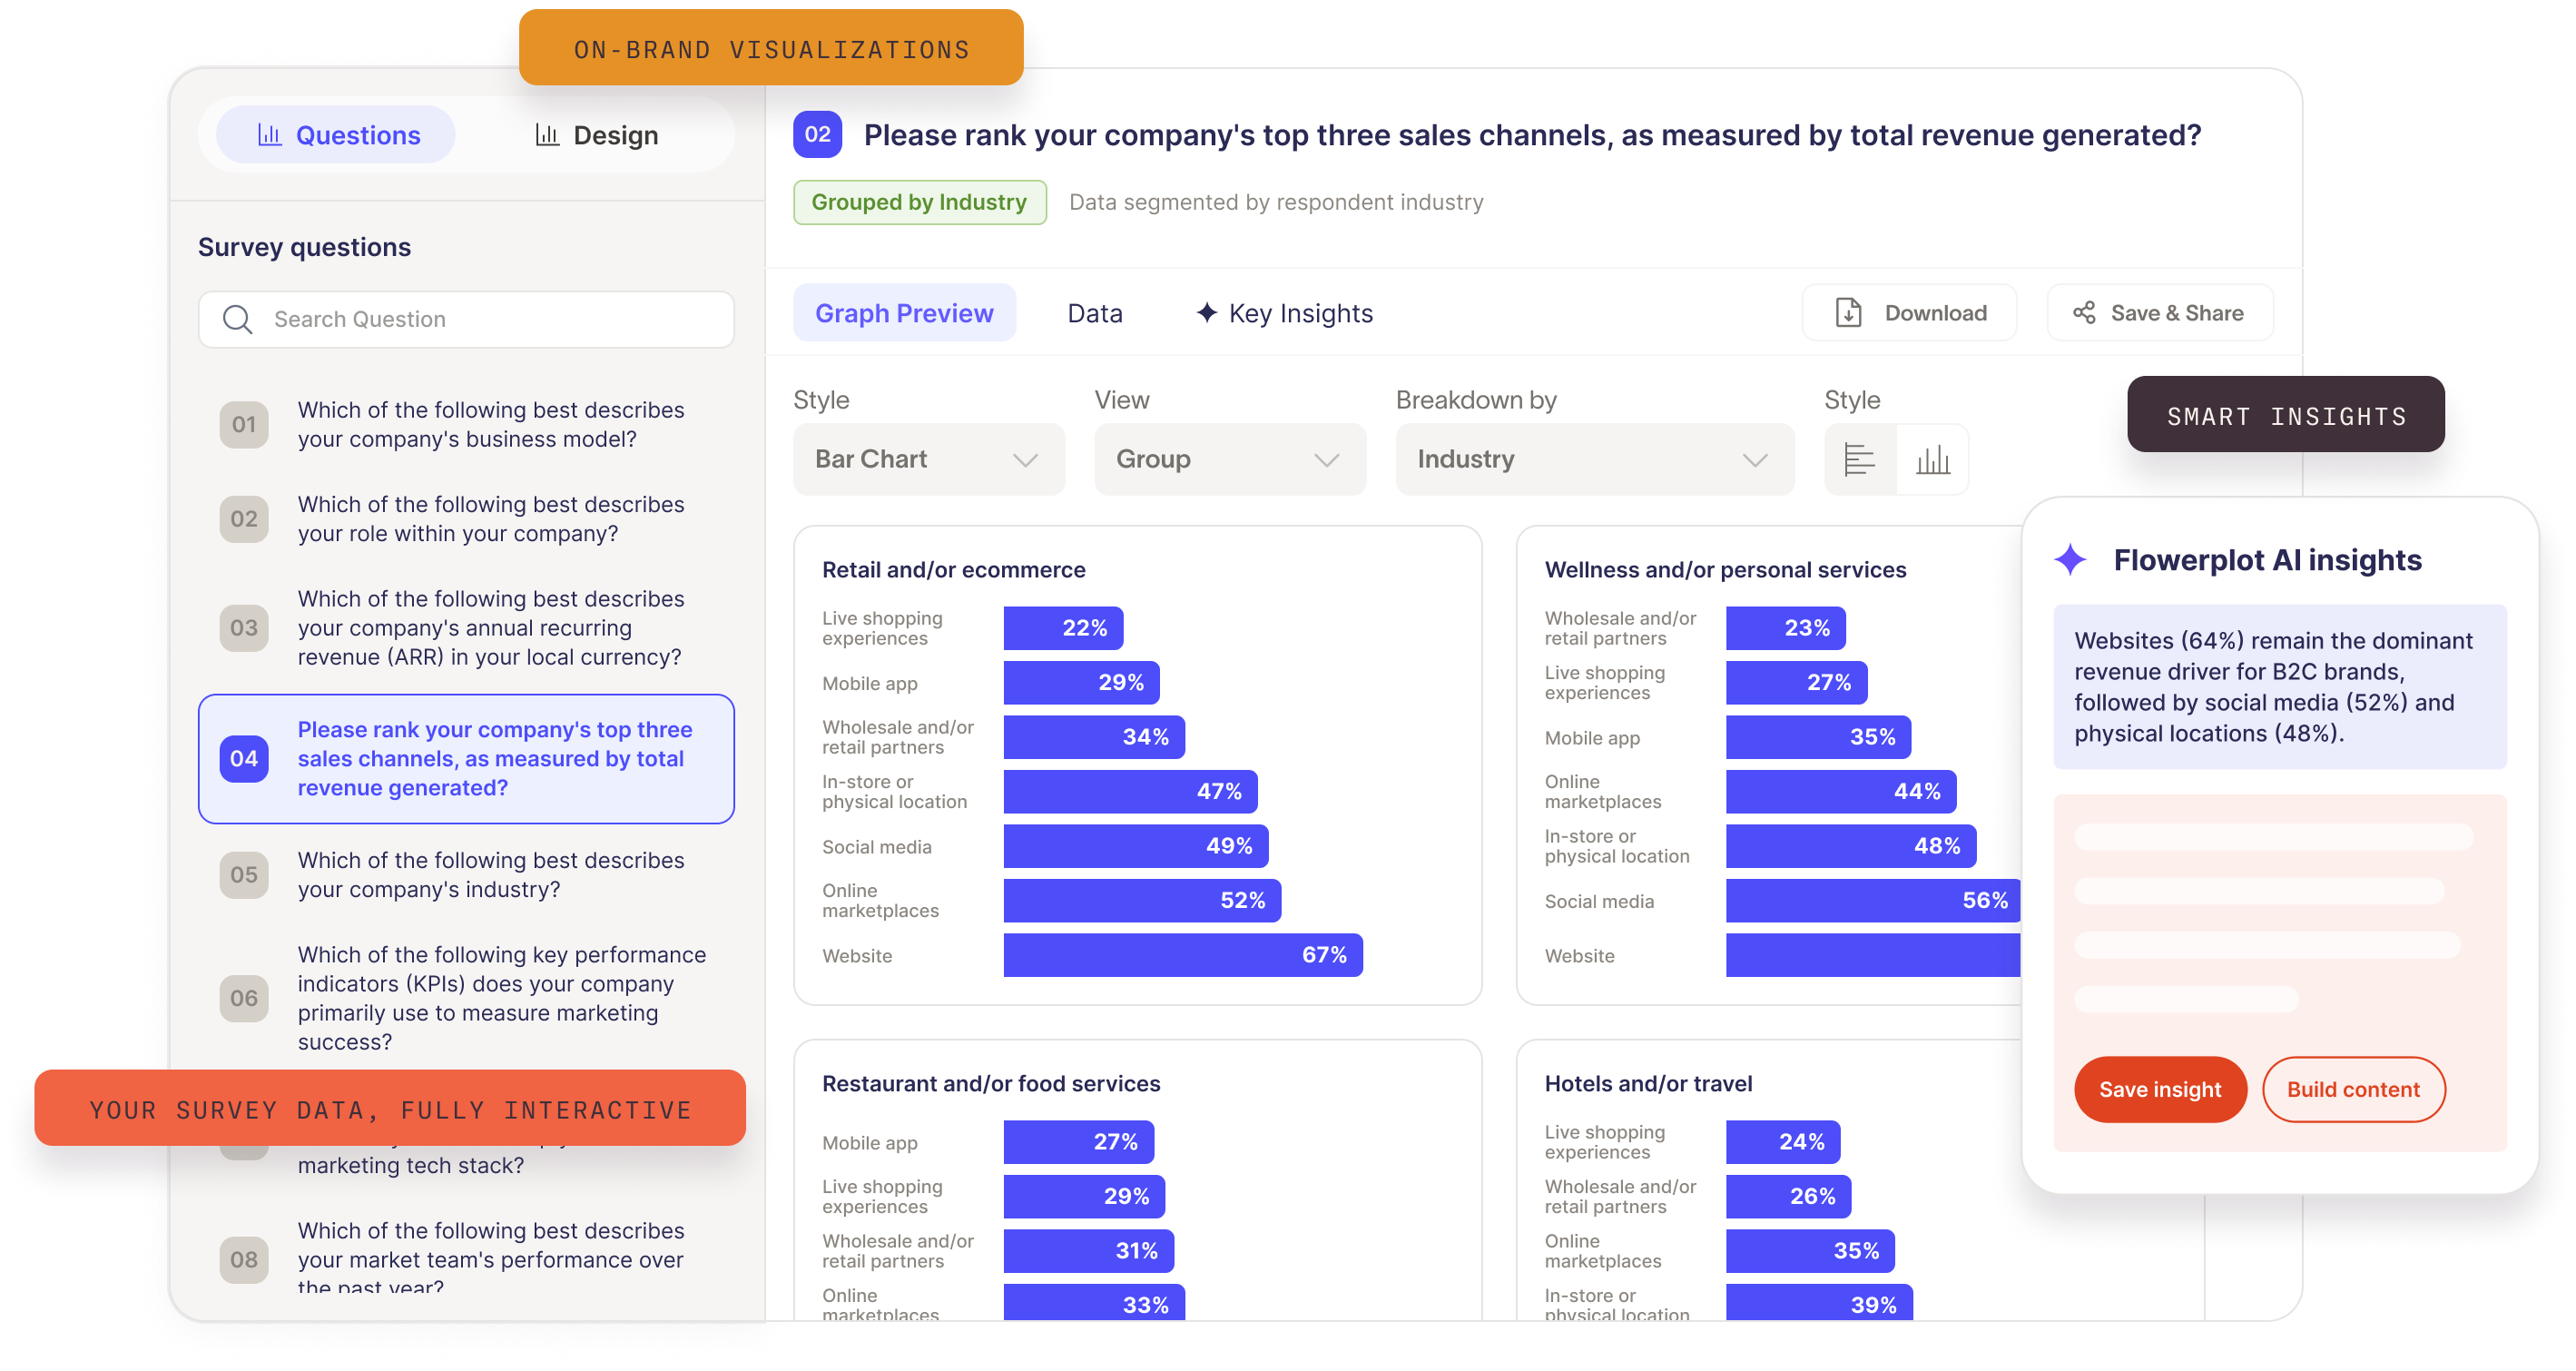 ON-BRAND VISUALIZATIONS
Questions
Design
Survey questions
Search Question
01
Which of the following best describes
your company's business model?
02
Which of the following best describes
your role within your company?
03
Which of the following best describes
your company's annual recurring
revenue (ARR) in your local currency?
04
Please rank your company's top three
sales channels, as measured by total
revenue generated?
05
Which of the following best describes
your company's industry?
06
Which of the following key performance
indicators (KPIs) does your company
primarily use to measure marketing
success?
YOUR SURVEY DATA, FULLY INTERACTIVE
marketing tech stack?
08
Which of the following best describes
your market team's performance over
the past year?
02
Please rank your company's top three sales channels, as measured by total revenue generated?
Grouped by Industry
Data segmented by respondent industry
Graph Preview
Data
Key Insights
Download
Save & Share
Style
View
Breakdown by
Style
Bar Chart
Group
Industry
Retail and/or ecommerce
Live shopping
experiences
22%
Mobile app
29%
Wholesale and/or
retail partners
34%
In-store or
physical location
47%
Social media
49%
Online
marketplaces
52%
Website
67%
Wellness and/or personal services
Wholesale and/or
retail partners
23%
Live shopping
experiences
27%
Mobile app
35%
Online
marketplaces
44%
In-store or
physical location
48%
Social media
56%
Website
Restaurant and/or food services
Mobile app
27%
Live shopping
experiences
29%
Wholesale and/or
retail partners
31%
Online
marketplaces
33%
Hotels and/or travel
Live shopping
experiences
24%
Wholesale and/or
retail partners
26%
Online
marketplaces
35%
In-store or
physical location
39%
SMART INSIGHTS
Flowerplot AI insights
Websites (64%) remain the dominant
revenue driver for B2C brands,
followed by social media (52%) and
physical locations (48%).
Save insight
Build content